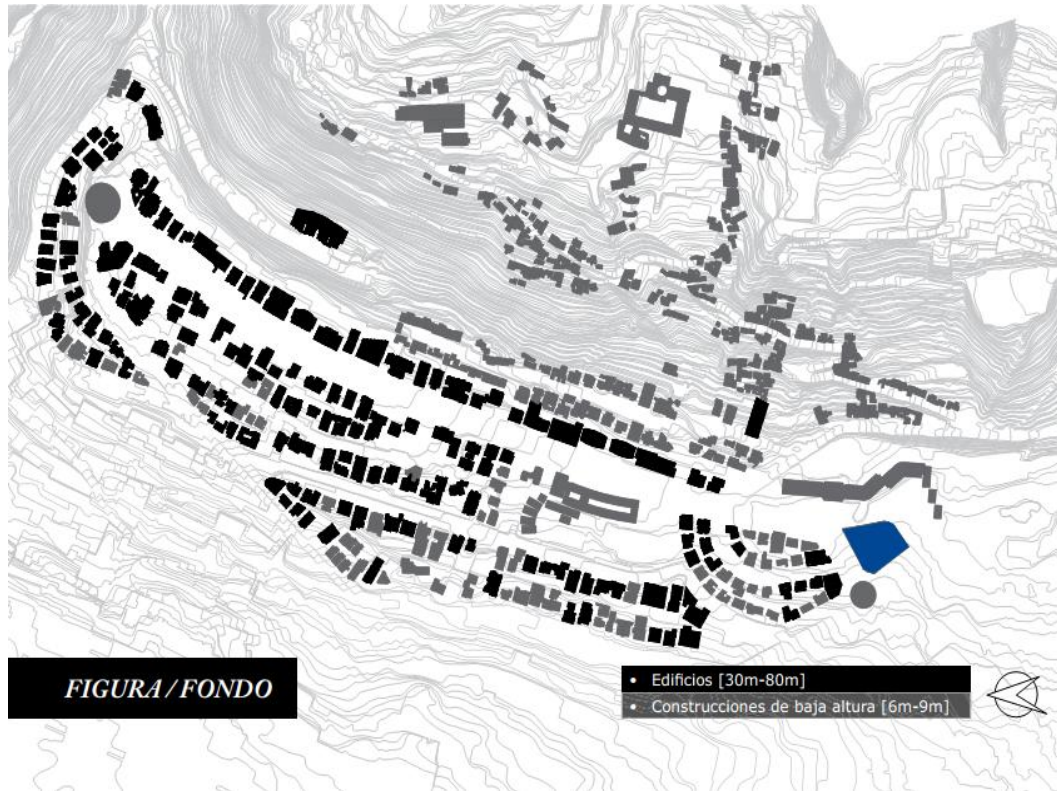 FIGURA / FONDO
• Edificios [30m-80m]
• Construcciones de baja altura [6m-9m]